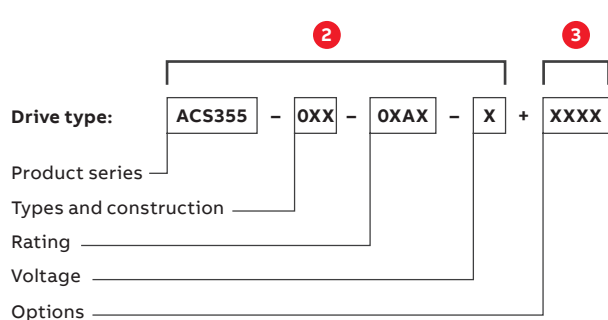 2 3
Drive type: ACS355 – 0XX – 0XAX – X + XXXX
Product series
Types and construction
Rating
Voltage
Options